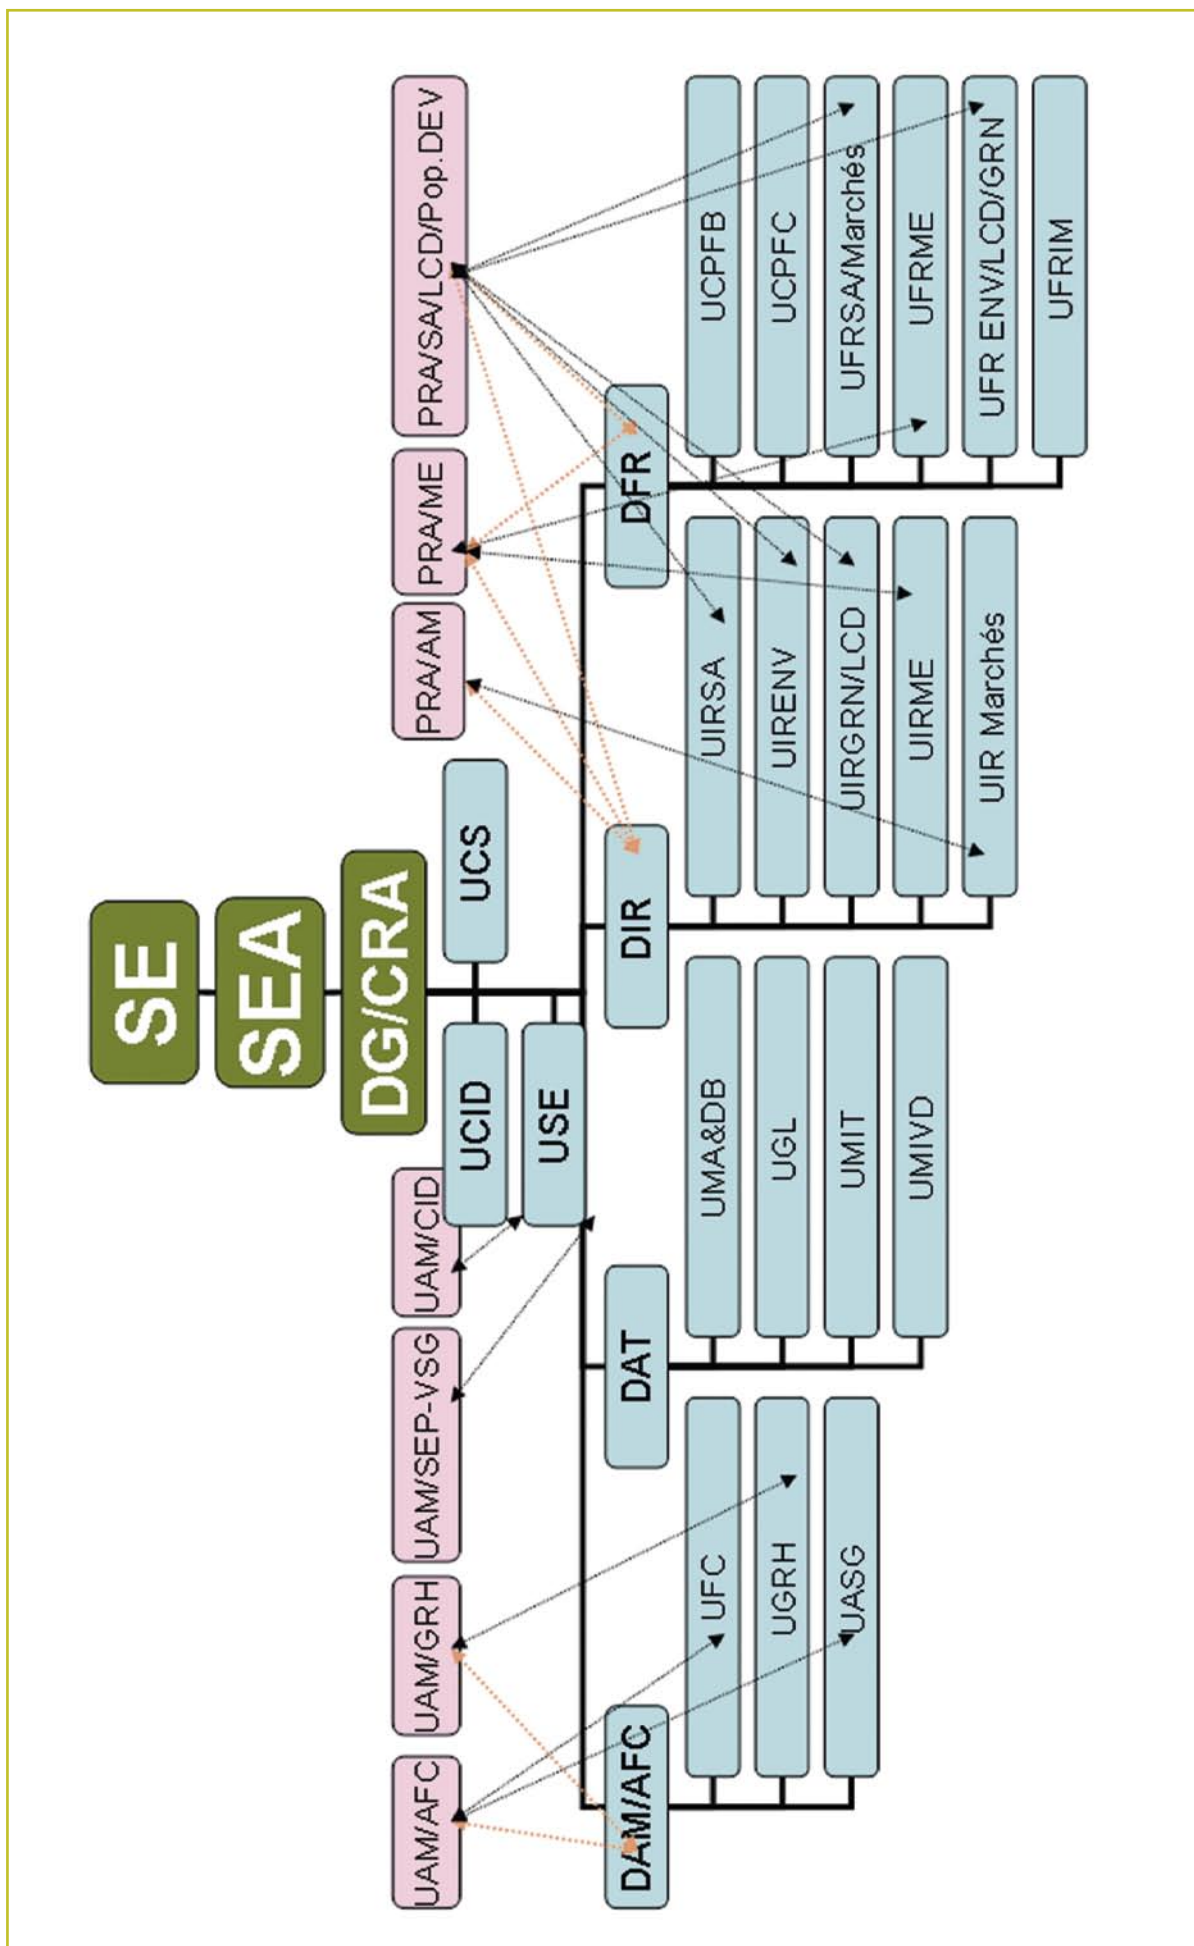 SE
SEA
DG/CRA
UAM/AFC
UAM/GRH
UAM/SEP-VSG
UAM/CID
PRA/AM
PRA/ME
PRA/SA/LCD/Pop.DEV
UCID
UCS
USE
DAM/AFC
DAT
DIR
DFR
UFC
UGRH
UASG
UMA&DB
UGL
UMIT
UMIVD
UIRSA
UIRENV
UIRGRN/LCD
UIRME
UIR Marchés
UCPFB
UCPFC
UFRSA/Marchés
UFRME
UFR ENV/LCD/GRN
UFRIM